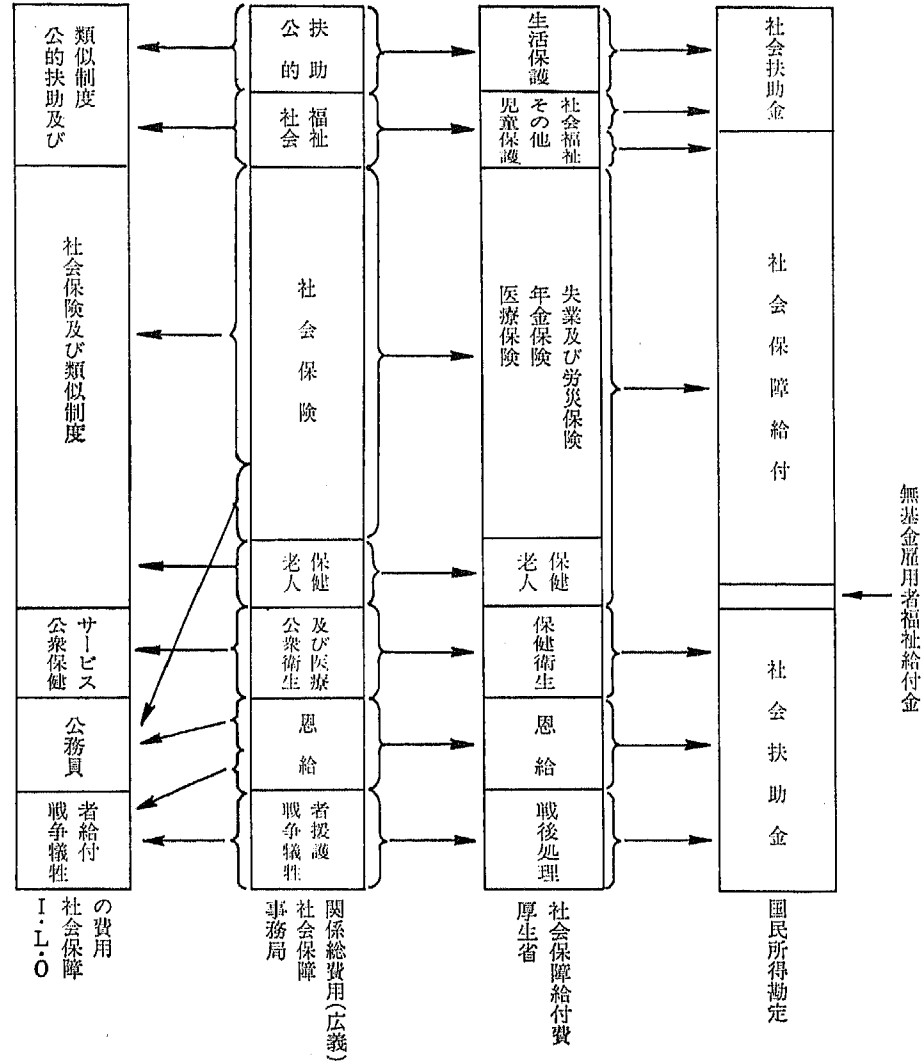 公的扶助及び
類似制度
社会保険及び類似制度
公衆保健
サービス
公務員
戦争犠牲
者給付
I・L・O
社会保障
の費用
公的
扶助
社会
福祉
社会保険
老人
保健
公衆衛生
及び医療
恩給
戦争犠牲
者援護
事務局
社会保障
関係総費用(広義)
生活保護
児童保護
その他
社会福祉
医療保険
年金保険
失業及び労災保険
老人
保健
保健衛生
恩給
戦後処理
厚生省
社会保障給付費
社会扶助金
社会保障給付
社会扶助金
国民所得勘定
無基金雇用者福祉給付金